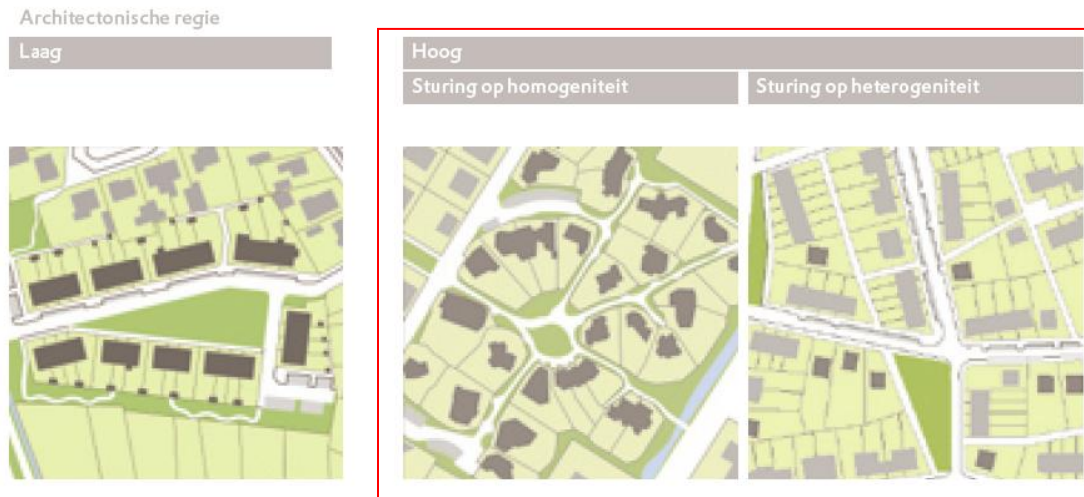 Architectonische regie
Laag
Hoog
Sturing op homogeniteit
Sturing op heterogeniteit